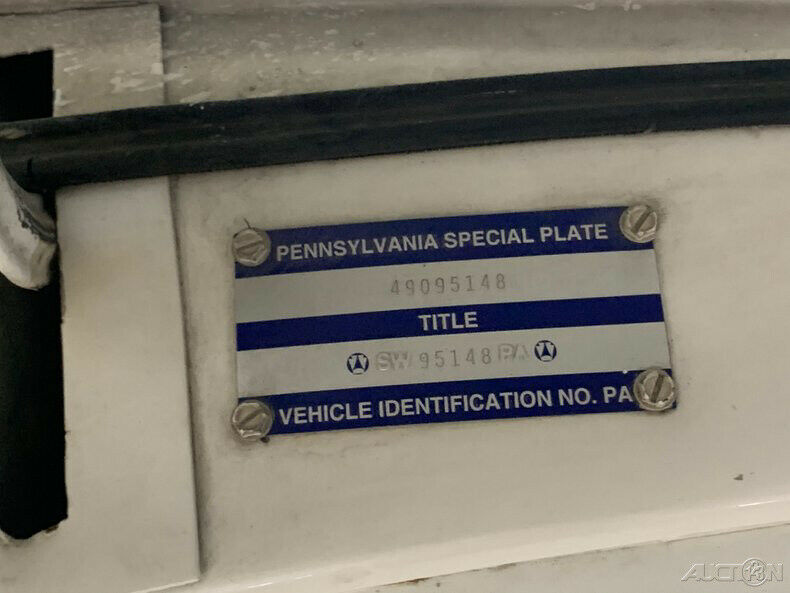 PENNSYLVANIA SPECIAL PLATE
49095148
TITLE
SW 95148 PA
VEHICLE IDENTIFICATION NO. PA
AUCTION